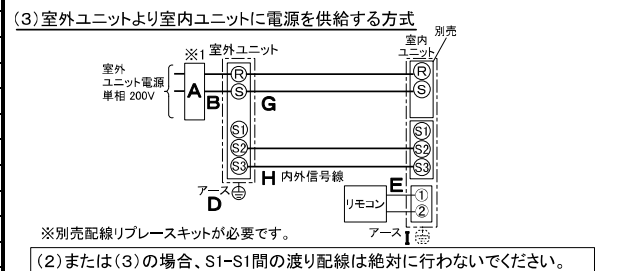 (3)室外ユニットより室内ユニットに電源を供給する方式
別売
※1 室外ユニット
室内
ユニット
室外
ユニット電源
単相 200V
A
B
R
S
G
R
S
S1
S2
S3
S1
S2
S3
H 内外信号線
アース
D
E
リモコン
①
②
アース
I
※別売配線リプレースキットが必要です。
(2)または(3)の場合、S1-S1間の渡り配線は絶対に行わないでください。